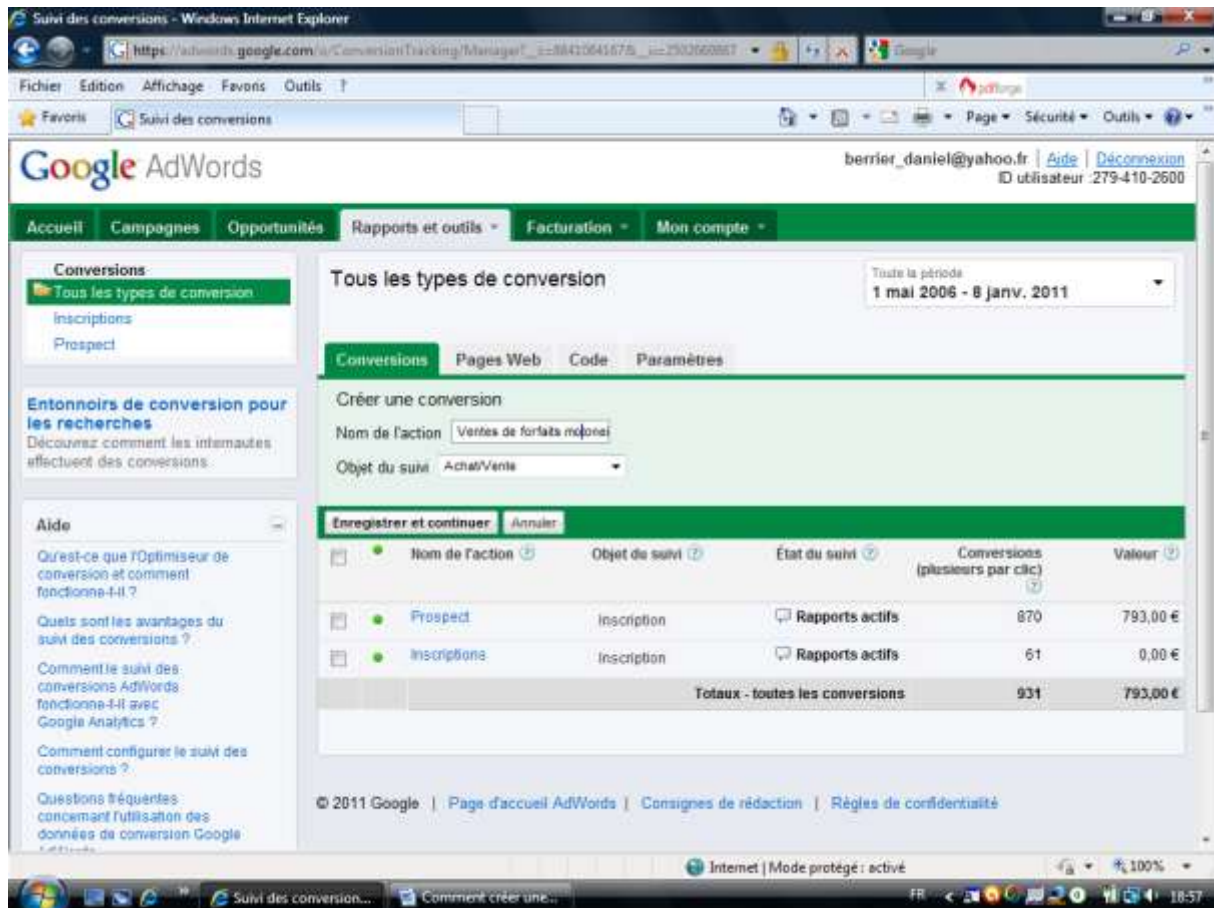 Suivi des conversions - Windows Internet Explorer
Google
Fichier Edition Affichage Favoris Outils ?
pdfforge
Favoris Suivi des conversions
Page Sécurité Outils
Google AdWords
berrier_daniel@yahoo.fr | Aide | Déconnexion
ID utilisateur :279-410-2600
Accueil Campagnes Opportunités Rapports et outils Facturation Mon compte
Conversions
Tous les types de conversion
Inscriptions
Prospect
Tous les types de conversion
Toute la période
1 mai 2006 - 8 janv. 2011
Conversions Pages Web Code Paramètres
Entonnoirs de conversion pour
les recherches
Découvrez comment les internautes
effectuent des conversions
Créer une conversion
Nom de l'action Ventes de forfaits
Objet du suivi Achat/Vente
Enregistrer et continuer Annuler
Nom de l'action Objet du suivi État du suivi Conversions
(plusieurs par clic)
Valeur
Prospect Inscription Rapports actifs 870 793,00 €
Inscriptions Inscription Rapports actifs 61 0,00 €
Totaux - toutes les conversions 931 793,00 €
Aide
Qu'est-ce que l'Optimiseur de
conversion et comment
fonctionne-t-il ?
Quels sont les avantages du
suivi des conversions ?
Comment le suivi des
conversions AdWords
fonctionne-t-il avec
Google Analytics ?
Comment configurer le suivi des
conversions ?
Questions fréquentes
concernant l'utilisation des
données de conversion Google
© 2011 Google | Page d'accueil AdWords | Consignes de rédaction | Règles de confidentialité
Internet | Mode protégé : activé
100%
Suivi des conversion... Comment créer une...
FR
18:57